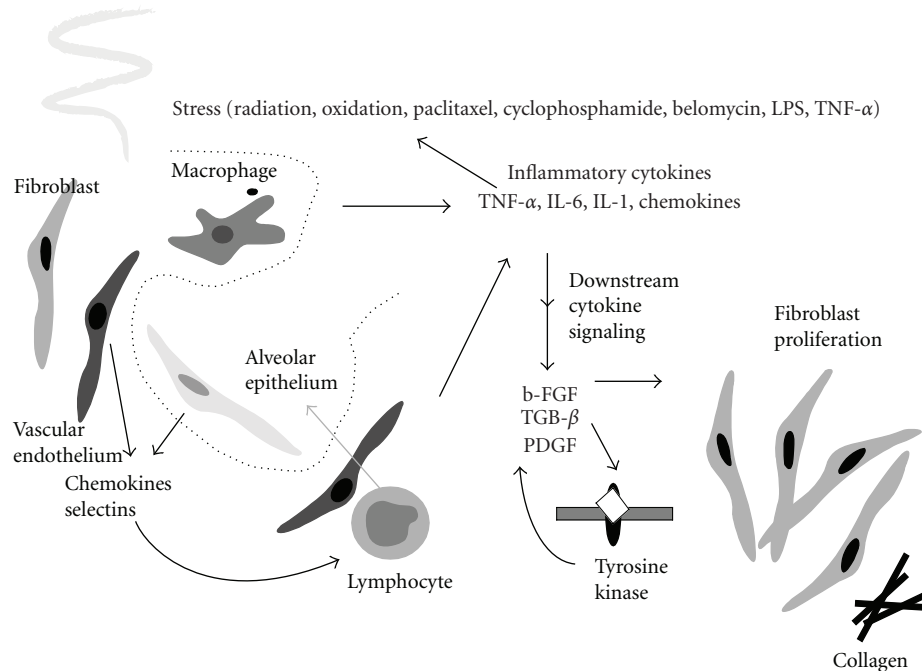 Stress (radiation, oxidation, paclitaxel, cyclophosphamide, belomycin, LPS, TNF-α)
Fibroblast
Macrophage
Inflammatory cytokines
TNF-α, IL-6, IL-1, chemokines
Downstream
cytokine
signaling
Fibroblast
proliferation
Alveolar
epithelium
b-FGF
TGB-β
PDGF
Vascular
endothelium
Chemokines
selectins
Lymphocyte
Tyrosine
kinase
Collagen